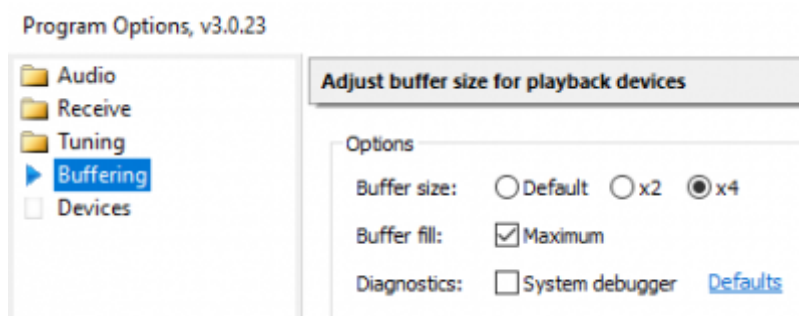 Program Options, v3.0.23
Audio
Receive
Tuning
Buffering
Devices
Adjust buffer size for playback devices
Options
Buffer size: Default x2 x4
Buffer fill: Maximum
Diagnostics: System debugger Defaults